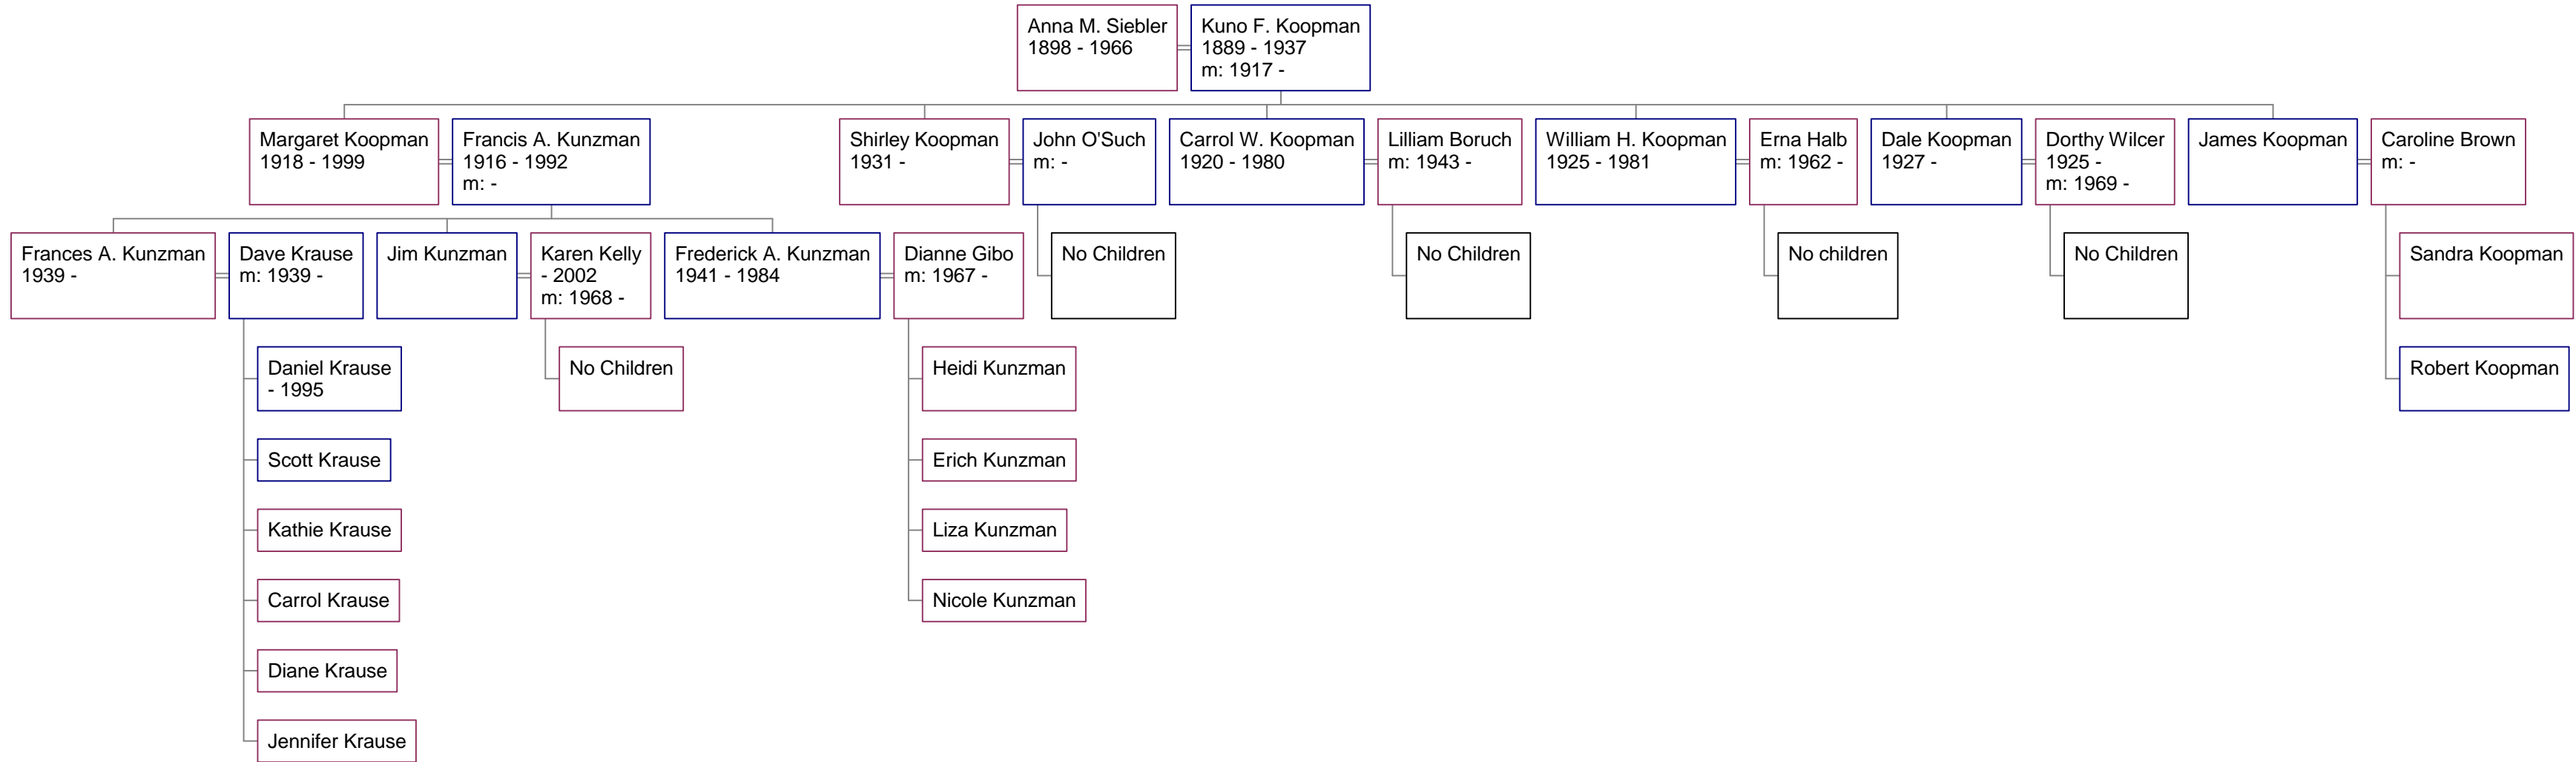 Anna M. Siebler
1898 - 1966
Kuno F. Koopman
1889 - 1937
m: 1917 -
Margaret Koopman
1918 - 1999
Francis A. Kunzman
1916 - 1992
m: -
Shirley Koopman
1931 -
John O'Such
m: -
Carrol W. Koopman
1920 - 1980
Lilliam Boruch
m: 1943 -
William H. Koopman
1925 - 1981
Erna Halb
m: 1962 -
Dale Koopman
1927 -
Dorthy Wilcer
1925 -
m: 1969 -
James Koopman
Caroline Brown
m: -
Frances A. Kunzman
1939 -
Dave Krause
m: 1939 -
Jim Kunzman
Karen Kelly
- 2002
m: 1968 -
Frederick A. Kunzman
1941 - 1984
Dianne Gibo
m: 1967 -
No Children
No Children
No children
No Children
Sandra Koopman
Daniel Krause
- 1995
No Children
Heidi Kunzman
Robert Koopman
Scott Krause
Erich Kunzman
Kathie Krause
Liza Kunzman
Carrol Krause
Nicole Kunzman
Diane Krause
Jennifer Krause